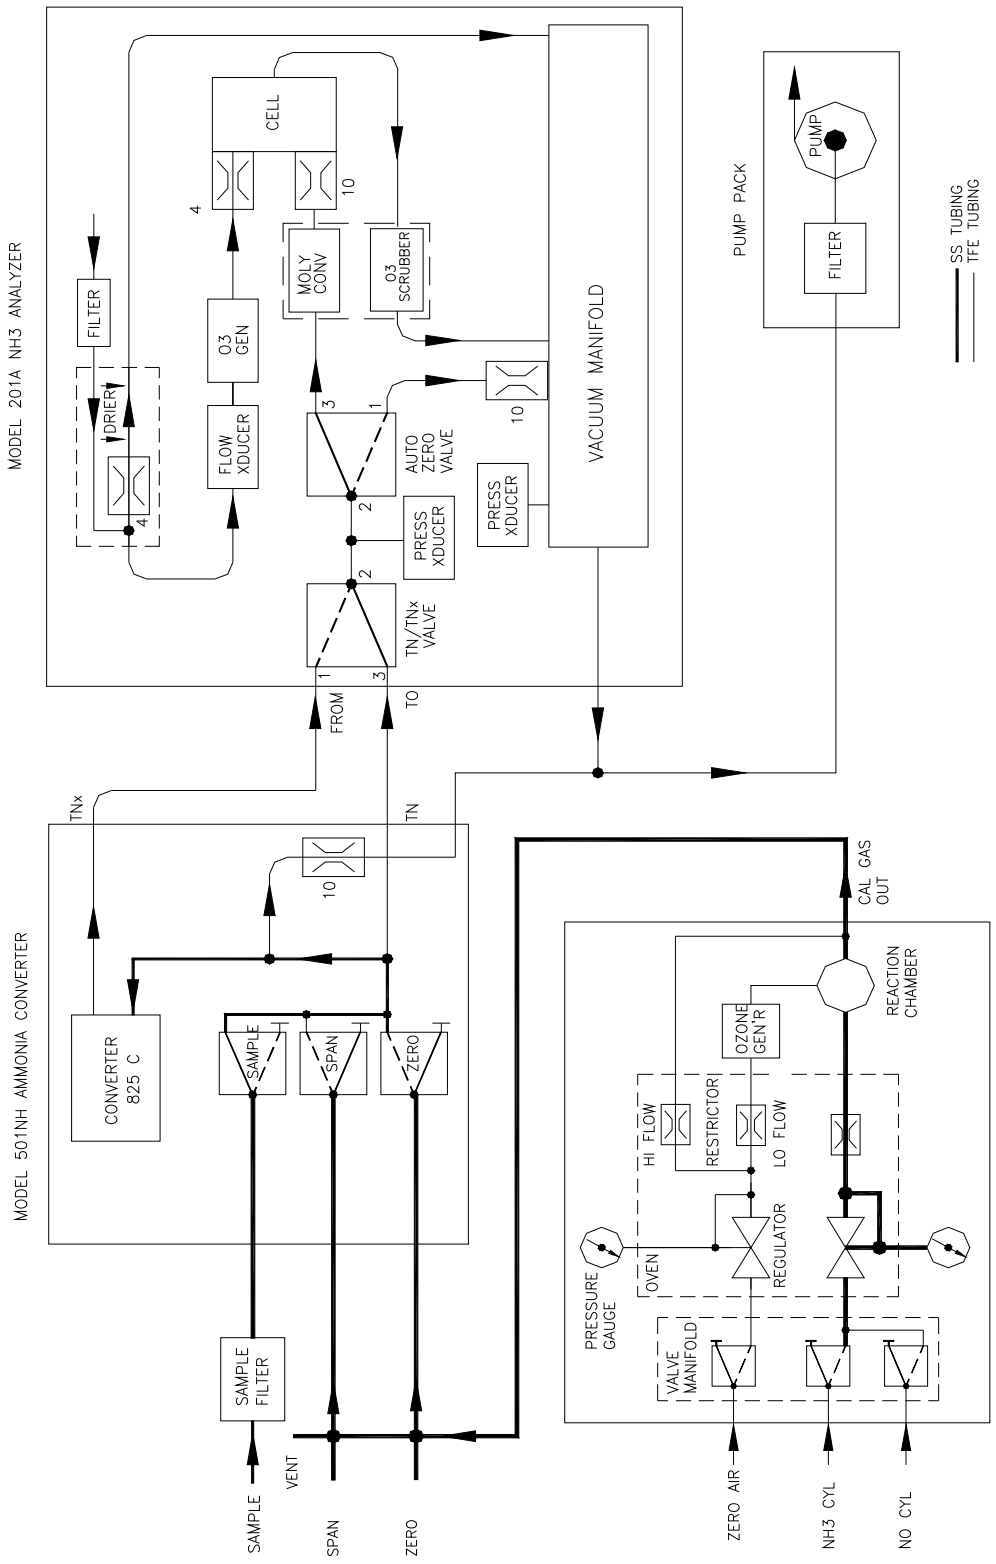 MODEL 501NH AMMONIA CONVERTER
MODEL 201A NH3 ANALYZER
CONVERTER
825 C
TNx
FILTER
DRIER
4
FLOW
XDUCER
O3
GEN
4
CELL
10
MOLY
CONV
O3
SCRUBBER
SAMPLE
SPAN
ZERO
10
TN
FROM
TO
1
3
2
TN/TNx
VALVE
PRESS
XDUCER
2
3
1
AUTO
ZERO
VALVE
10
PRESS
XDUCER
VACUUM MANIFOLD
SAMPLE
SAMPLE
FILTER
VENT
SPAN
ZERO
PUMP PACK
FILTER
PUMP
SS TUBING
TFE TUBING
CAL GAS
OUT
REACTION
CHAMBER
OZONE
GEN'R
HI FLOW
RESTRICTOR
LO FLOW
OVEN
REGULATOR
PRESSURE
GAUGE
VALVE
MANIFOLD
ZERO AIR
NH3 CYL
NO CYL